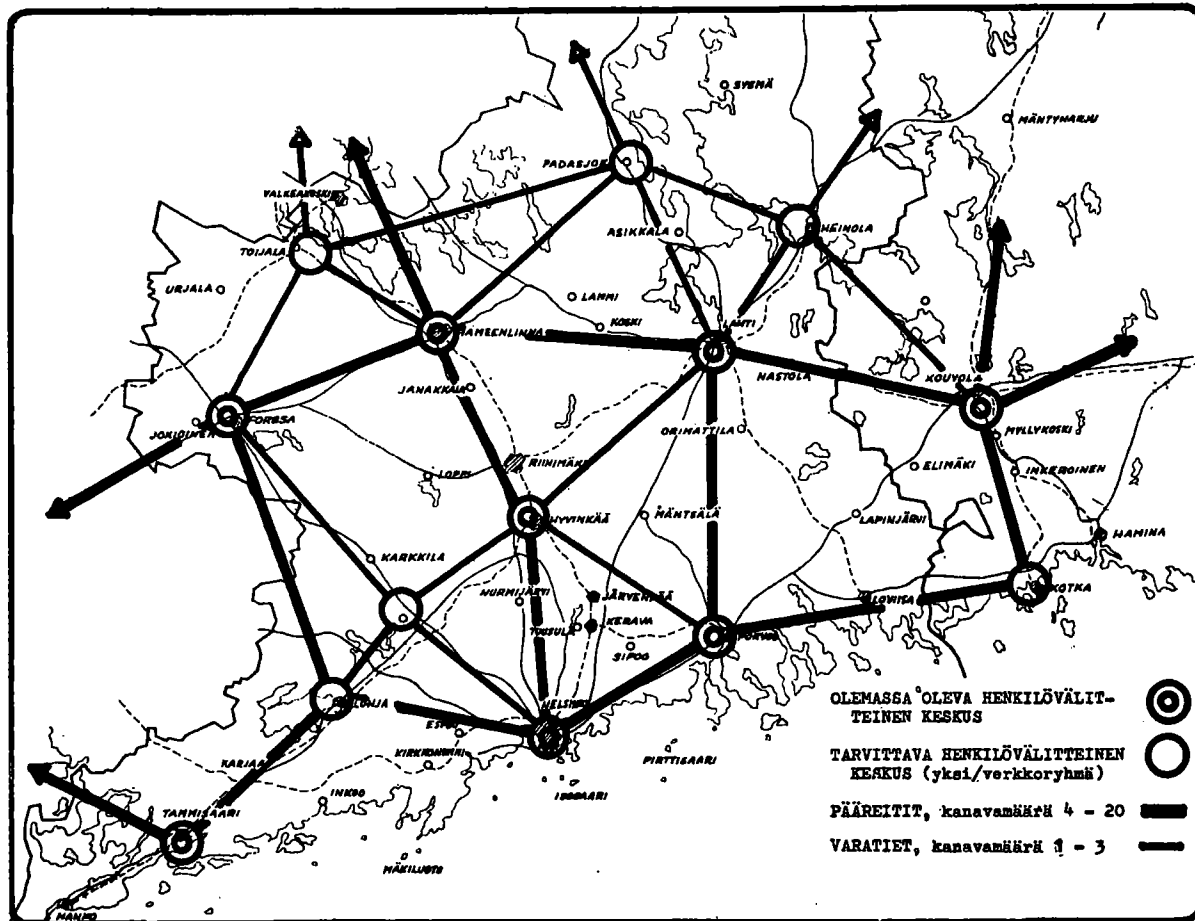 SYSMÄ
MÄNTYHARJU
PADASJOKI
VALKEAKOSKI
HEINOLA
ASIKKALA
TOIJALA
URJALA
LAMMI
KOSKI
LAHTI
HÄMEENLINNA
NASTOLA
KOUVOLA
JANAKKALA
FORSSA
JOKIOINEN
ORIMATTILA
MYLLYKOSKI
ELIMÄKI
INKEROINEN
RIIHIMÄKI
LOPPI
HYVINKÄÄ
MÄNTSÄLÄ
LAPINJÄRVI
HAMINA
KARKKILA
NURMIJÄRVI
JÄRVENPÄÄ
LOVIISA
KOTKA
TUUSULA
KERAVA
SIPOO
PORVOO
LOHJA
HELSINKI
ESPOO
KIRKKONUMMI
KARJAA
PIRTTISAARI
ISOSAARI
INKOO
TAMMISAARI
MÄKILUOTO
HANKO
OLEMASSA OLEVA HENKILÖVÄLIT-
TEINEN KESKUS
TARVITTAVA HENKILÖVÄLITTEINEN
KESKUS (yksi/verkkoryhmä)
PÄÄREITIT, kanavamäärä 4 - 20
VARATIET, kanavamäärä 1 - 3